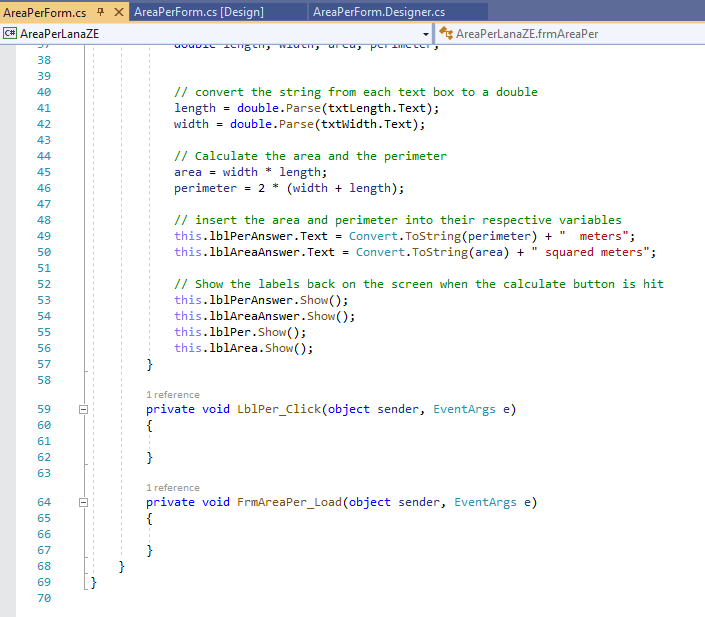 AreaPerForm.cs AreaPerForm.cs [Design] AreaPerForm.Designer.cs
C# AreaPerLanaZE AreaPerLanaZE.frmAreaPer
37 double length, width, area, perimeter;
38
39
40 // convert the string from each text box to a double
41 length = double.Parse(txtLength.Text);
42 width = double.Parse(txtWidth.Text);
43
44 // Calculate the area and the perimeter
45 area = width * length;
46 perimeter = 2 * (width + length);
47
48 // insert the area and perimeter into their respective variables
49 this.lblPerAnswer.Text = Convert.ToString(perimeter) + "  meters";
50 this.lblAreaAnswer.Text = Convert.ToString(area) + " squared meters";
51
52 // Show the labels back on the screen when the calculate button is hit
53 this.lblPerAnswer.Show();
54 this.lblAreaAnswer.Show();
55 this.lblPer.Show();
56 this.lblArea.Show();
57 }
58
1 reference
59 private void LblPer_Click(object sender, EventArgs e)
60 {
61
62 }
63
1 reference
64 private void FrmAreaPer_Load(object sender, EventArgs e)
65 {
66
67 }
68 }
69 }
70